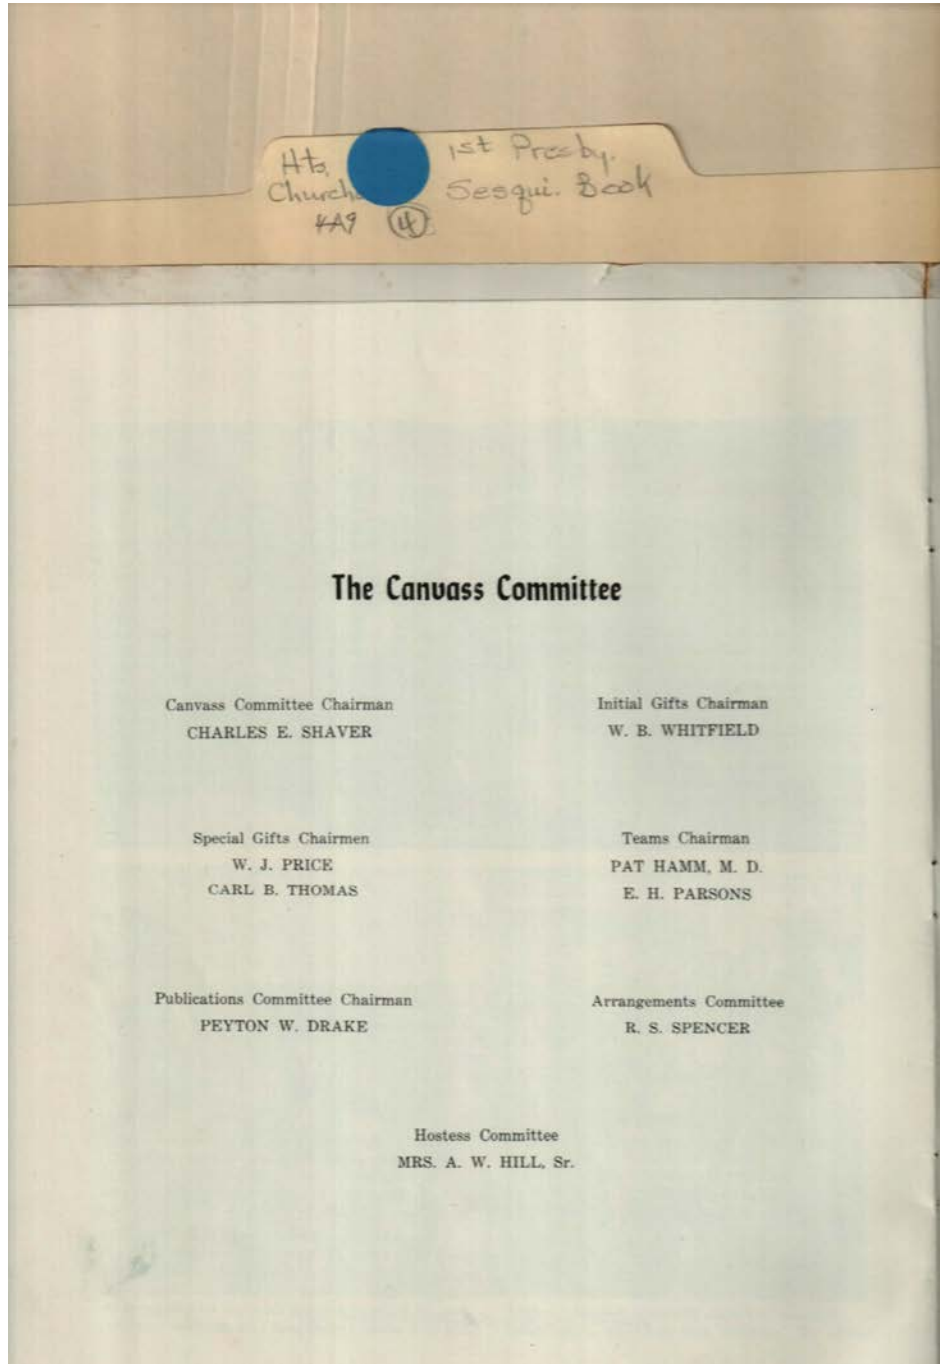 Hts. 1st Presby.
Church Sesqui. Book
4A9 4
The Canvass Committee
Canvass Committee Chairman
CHARLES E. SHAVER
Initial Gifts Chairman
W. B. WHITFIELD
Special Gifts Chairmen
W. J. PRICE
CARL B. THOMAS
Teams Chairman
PAT HAMM, M. D.
E. H. PARSONS
Publications Committee Chairman
PEYTON W. DRAKE
Arrangements Committee
R. S. SPENCER
Hostess Committee
MRS. A. W. HILL, Sr.